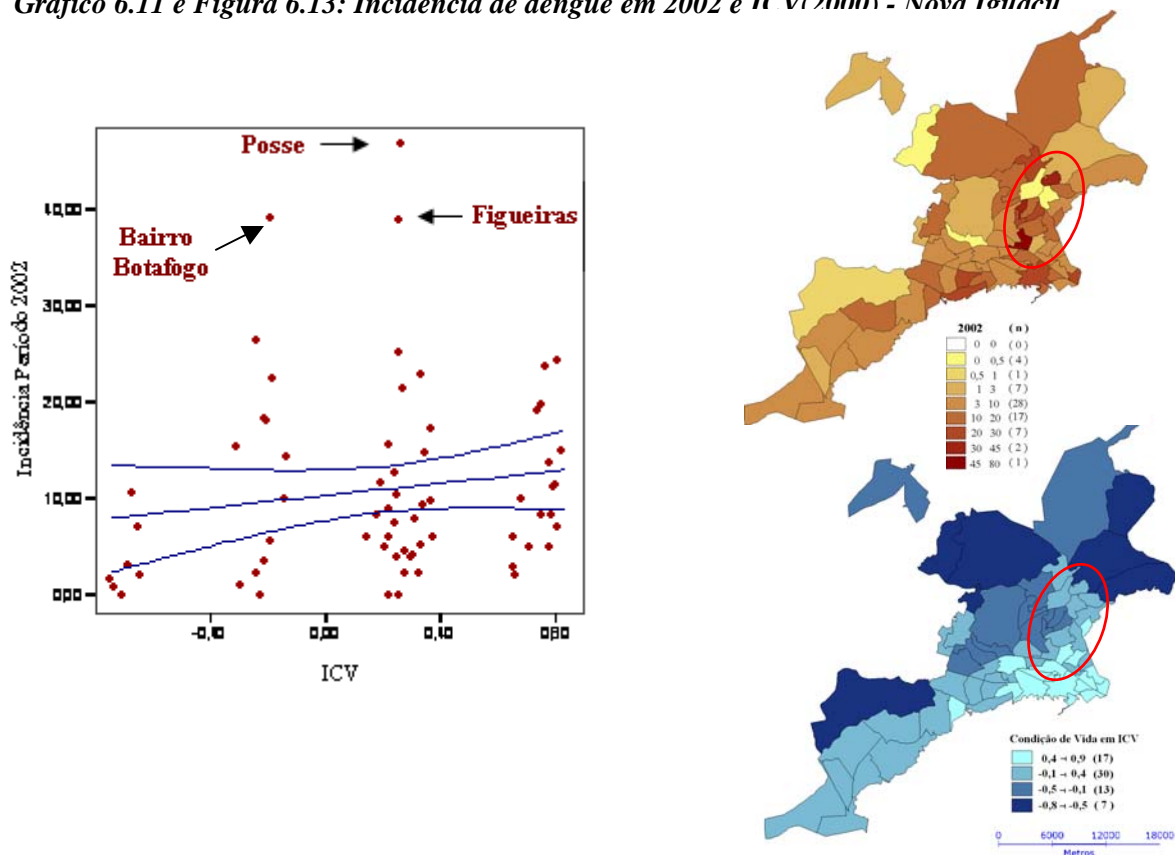 Gráfico 6.11 e Figura 6.13: Incidência de dengue em 2002 e ICV(2000) - Nova Iguaçu
Posse
Figueiras
Bairro
Botafogo
Incidência Período 2002
40,00
30,00
20,00
10,00
0,00
0,00
0,40
0,80
ICV
2002 (n)
0 0 (0)
0 0,5 (4)
0,5 1 (1)
1 3 (7)
3 10 (28)
10 20 (17)
20 30 (7)
30 45 (2)
45 80 (1)
Condição de Vida em ICV
0,4 ⊣ 0,9 (17)
-0,1 ⊣ 0,4 (30)
-0,5 ⊣ -0,1 (13)
-0,8 ⊣ -0,5 (7)
0 6000 12000 18000
Metros